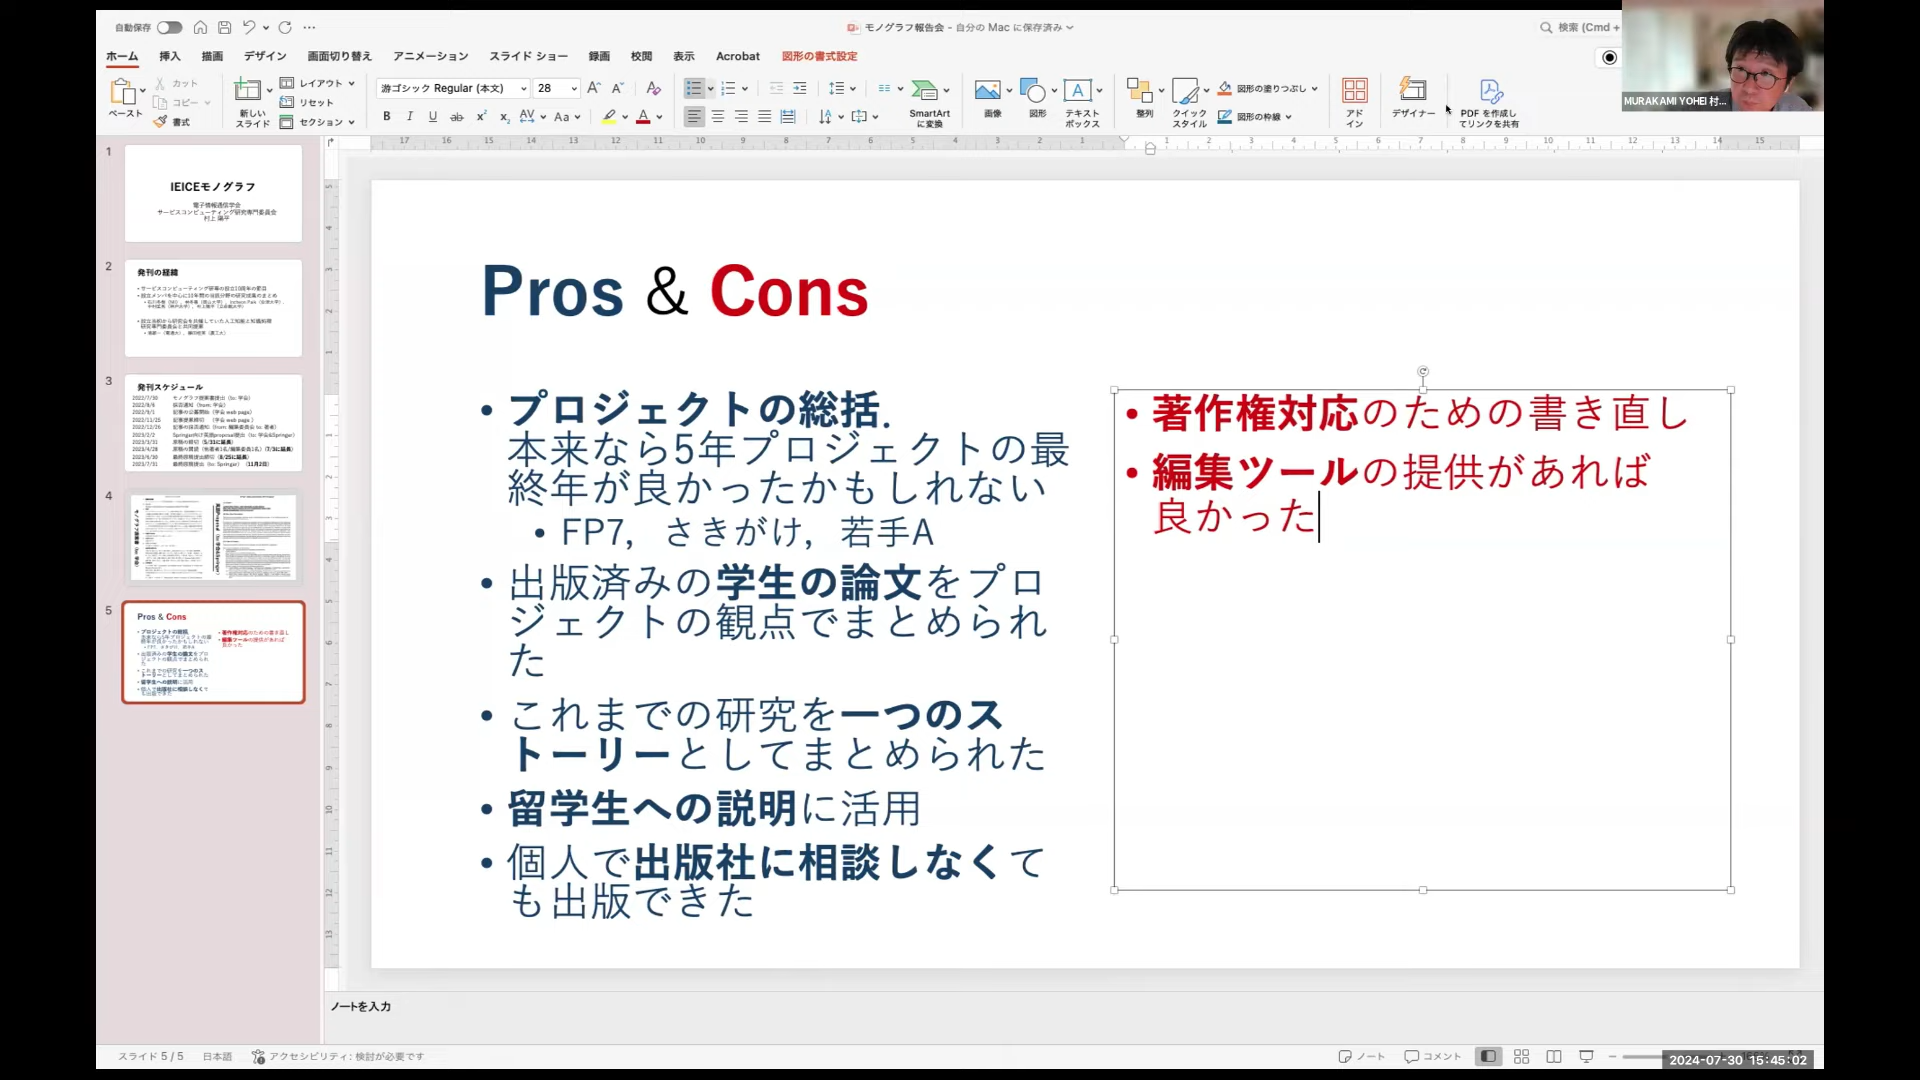 自動保存
モノグラフ報告会 – 自分の Mac に保存済み
検索 (Cmd +
ホーム 挿入 描画 デザイン 画面切り替え アニメーション スライド ショー 録画 校閲 表示 Acrobat 図形の書式設定
MURAKAMI YOHEI 村...
ペースト
カット
コピー
書式
新しい
スライド
レイアウト
リセット
セクション
游ゴシック Regular (本文) 28
SmartArt
に変換
画像
図形
テキスト
ボックス
整列
クイック
スタイル
図形の塗りつぶし
図形の枠線
アド
イン
デザイナー
PDF を作成し
てリンクを共有
1
IEICEモノグラフ
電子情報通信学会
サービスコンピューティング研究専門委員会
村上 陽平
2
発刊の経緯
3
発刊スケジュール
4
5
Pros & Cons
Pros & Cons
• プロジェクトの総括.
本来なら5年プロジェクトの最
終年が良かったかもしれない
• FP7, さきがけ, 若手A
• 出版済みの学生の論文をプロ
ジェクトの観点でまとめられ
た
• これまでの研究を一つのス
トーリーとしてまとめられた
• 留学生への説明に活用
• 個人で出版社に相談しなくて
も出版できた
• 著作権対応のための書き直し
• 編集ツールの提供があれば
良かった
ノートを入力
スライド 5 / 5 日本語 アクセシビリティ: 検討が必要です
ノート コメント
2024-07-30 15:45:02